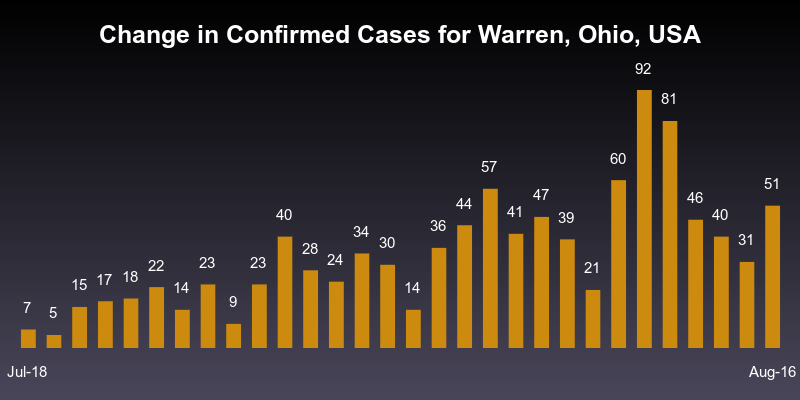 Change in Confirmed Cases for Warren, Ohio, USA
7 5 15 17 18 22 14 23 9 23 40 28 24 34 30 14 36 44 57 41 47 39 21 60 92 81 46 40 31 51
Jul-18 Aug-16